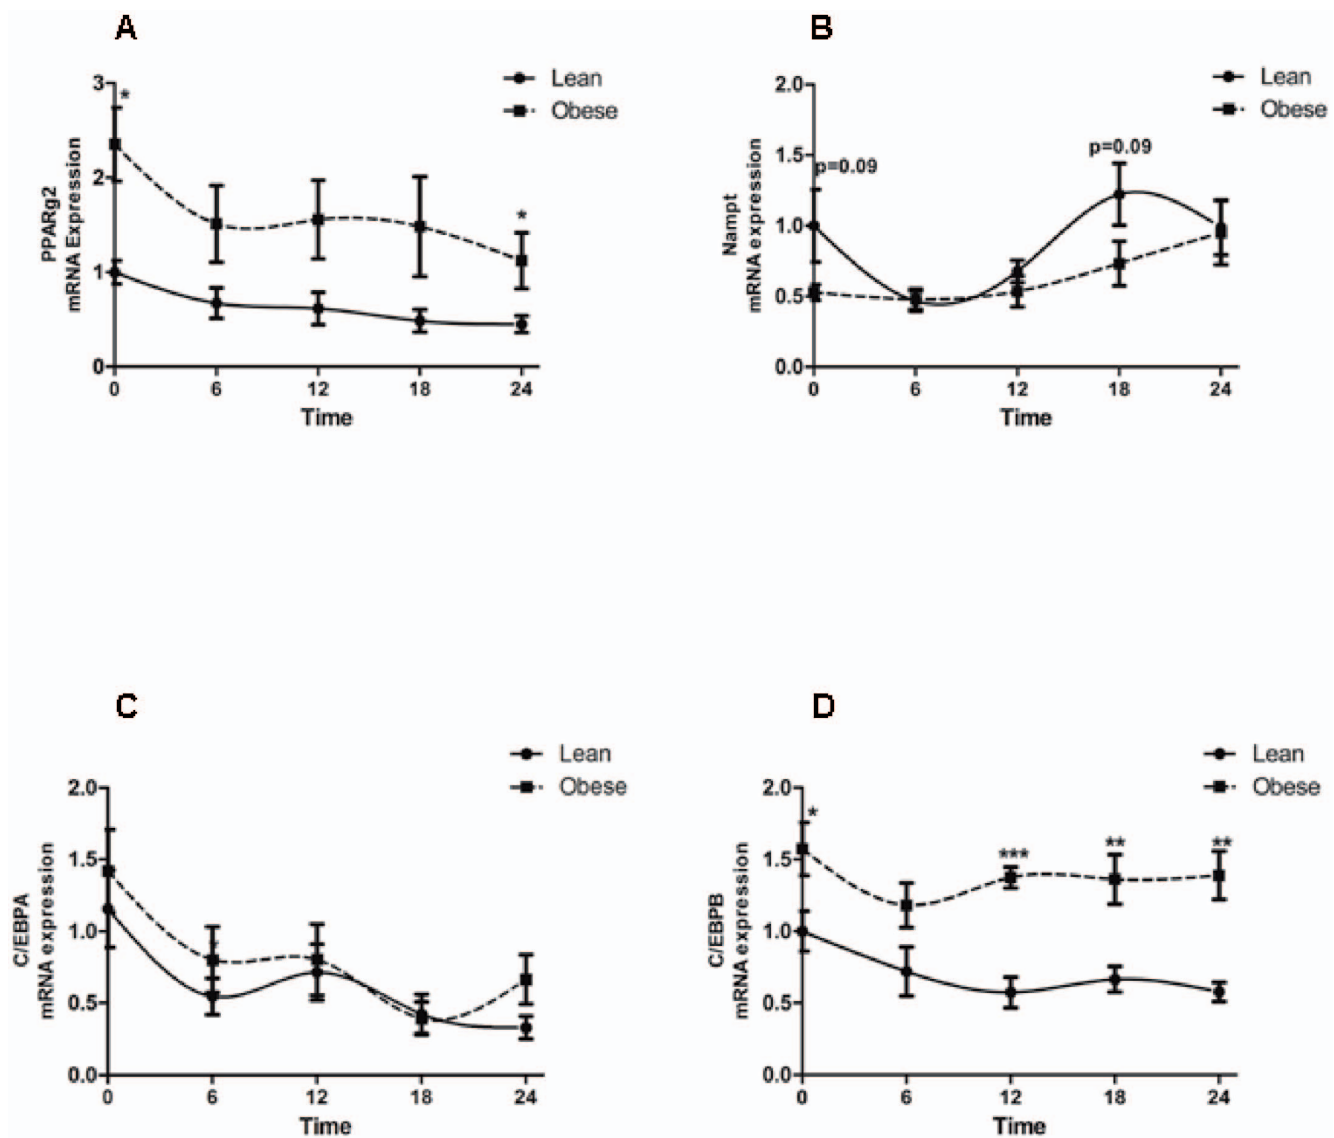 A
Lean
Obese
3
2
1
0
*
*
PPARg2
mRNA Expression
0 6 12 18 24
Time
B
Lean
Obese
2.0
1.5
1.0
0.5
0.0
p=0.09
p=0.09
Nampt
mRNA expression
0 6 12 18 24
Time
C
Lean
Obese
2.0
1.5
1.0
0.5
0.0
C/EBPA
mRNA expression
0 6 12 18 24
Time
D
Lean
Obese
2.0
1.5
1.0
0.5
0.0
*
***
**
**
C/EBPB
mRNA expression
0 6 12 18 24
Time